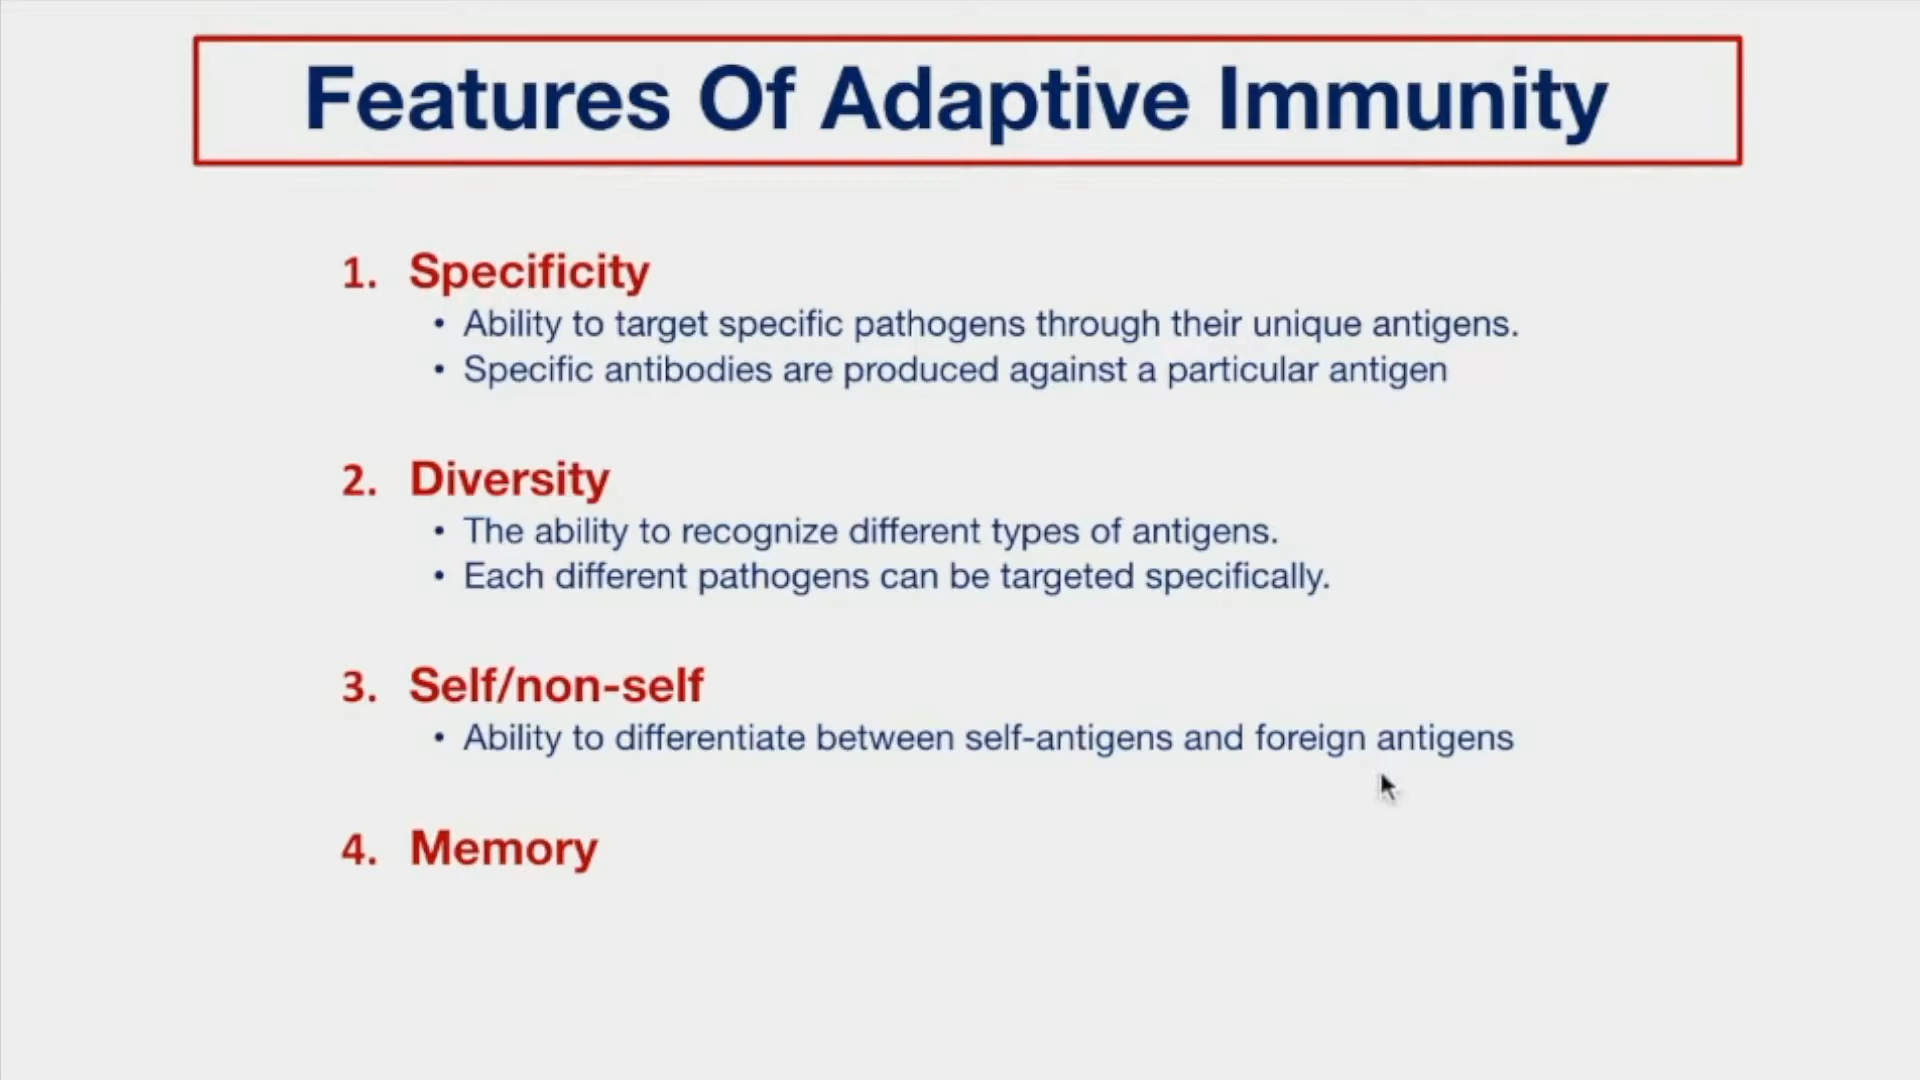 Features Of Adaptive Immunity
1. Specificity
• Ability to target specific pathogens through their unique antigens.
• Specific antibodies are produced against a particular antigen
2. Diversity
• The ability to recognize different types of antigens.
• Each different pathogens can be targeted specifically.
3. Self/non-self
• Ability to differentiate between self-antigens and foreign antigens
4. Memory